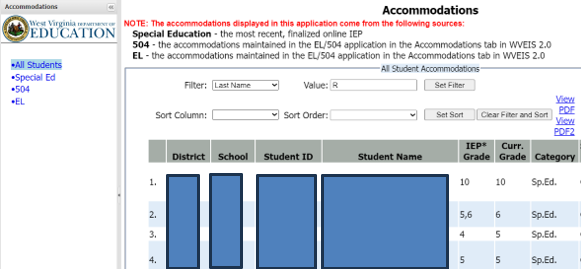 Accommodations
West Virginia DEPARTMENT OF
EDUCATION
•All Students
•Special Ed
•504
•EL
Accommodations
NOTE: The accommodations displayed in this application come from the following sources:
Special Education - the most recent, finalized online IEP
504 - the accommodations maintained in the EL/504 application in the Accommodations tab in WVEIS 2.0
EL - the accommodations maintained in the EL/504 application in the Accommodations tab in WVEIS 2.0
All Student Accommodations
Filter: Last Name Value: R Set Filter
Sort Column: Sort Order: Set Sort Clear Filter and Sort
View
PDF
View
PDF2
District School Student ID Student Name IEP* Grade Curr. Grade Category
1. 10 10 Sp.Ed.
2. 5,6 6 Sp.Ed.
3. 4 5 Sp.Ed.
4. 5 5 Sp.Ed.